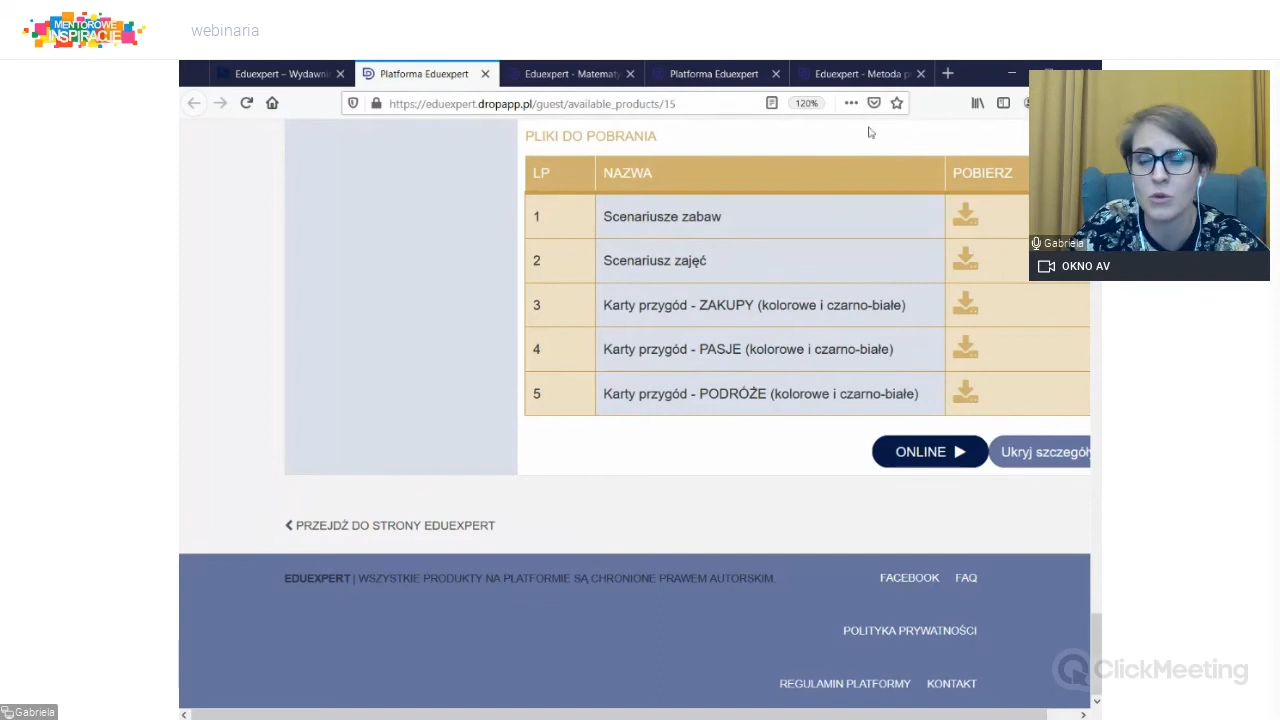 MENTOROWE
INSPIRACJE
webinaria
Eduexpert – Wydawni
Platforma Eduexpert
Eduexpert - Matematy
Platforma Eduexpert
Eduexpert - Metoda p
https://eduexpert.dropapp.pl/guest/available_products/15
120%
PLIKI DO POBRANIA
LP NAZWA POBIERZ
1 Scenariusze zabaw
2 Scenariusz zajęć
3 Karty przygód - ZAKUPY (kolorowe i czarno-białe)
4 Karty przygód - PASJE (kolorowe i czarno-białe)
5 Karty przygód - PODRÓŻE (kolorowe i czarno-białe)
Gabriela
OKNO AV
ONLINE Ukryj szczegóły
PRZEJDŹ DO STRONY EDUEXPERT
EDUEXPERT | WSZYSTKIE PRODUKTY NA PLATFORMIE SĄ CHRONIONE PRAWEM AUTORSKIM.
FACEBOOK FAQ
POLITYKA PRYWATNOŚCI
REGULAMIN PLATFORMY KONTAKT
ClickMeeting
Gabriela